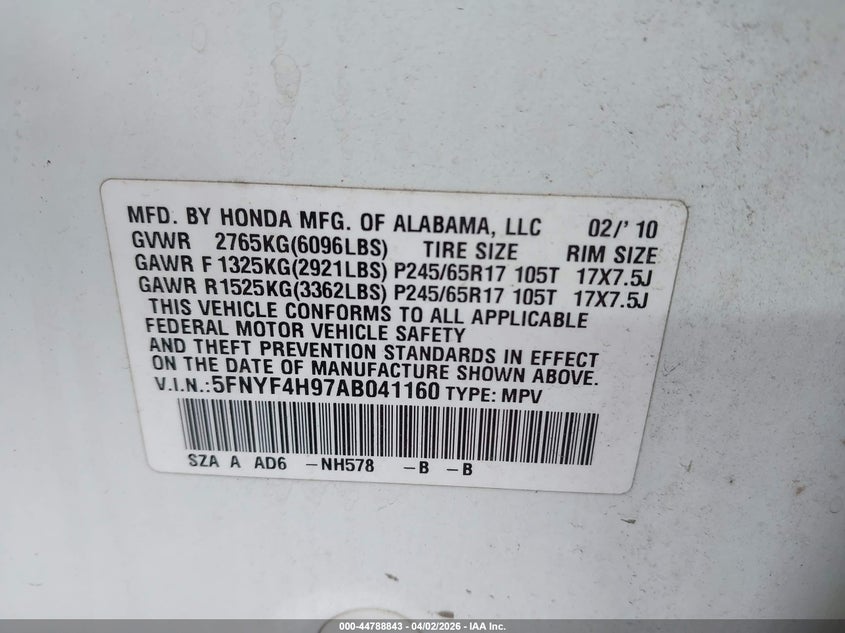 MFD. BY HONDA MFG. OF ALABAMA, LLC 02/' 10
GVWR 2765KG(6096LBS) TIRE SIZE RIM SIZE
GAWR F 1325KG(2921LBS) P245/65R17 105T 17X7.5J
GAWR R1525KG(3362LBS) P245/65R17 105T 17X7.5J
THIS VEHICLE CONFORMS TO ALL APPLICABLE
FEDERAL MOTOR VEHICLE SAFETY
AND THEFT PREVENTION STANDARDS IN EFFECT
ON THE DATE OF MANUFACTURE SHOWN ABOVE.
V.I.N.:5FNYF4H97AB041160 TYPE: MPV
SZA A AD6 -NH578 -B -B
000-44788843 - 04/02/2026 - IAA Inc.